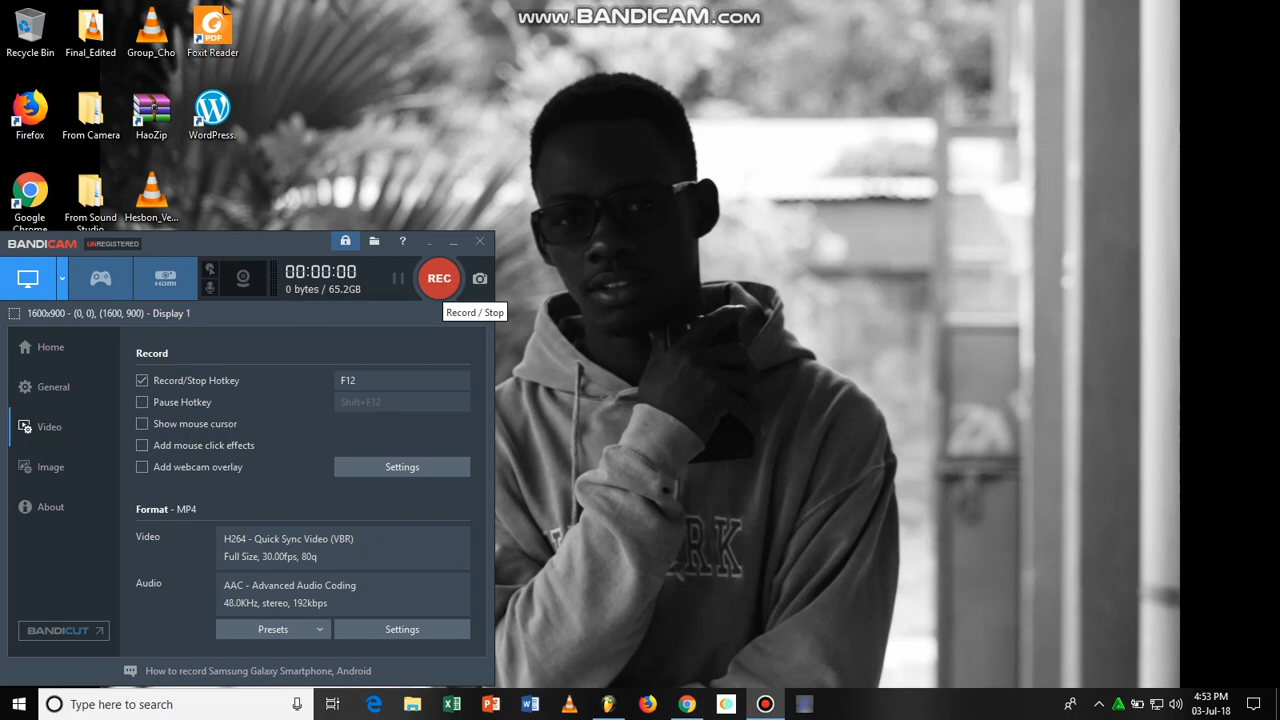 www.BANDICAM.com
Recycle Bin
Final_Edited
Group_Cho
Foxit Reader
Firefox
From Camera
HaoZip
WordPress.
Google Chrome
From Sound Studio
Hesbon_Ve...
BANDICAM UNREGISTERED
?
HDMI
00:00:00
0 bytes / 65.2GB
REC
Record / Stop
1600x900 - (0, 0), (1600, 900) - Display 1
Home
General
Video
Image
About
BANDICUT
Record
Record/Stop Hotkey F12
Pause Hotkey Shift+F12
Show mouse cursor
Add mouse click effects
Add webcam overlay Settings
Format - MP4
Video H264 - Quick Sync Video (VBR)
Full Size, 30.00fps, 80q
Audio AAC - Advanced Audio Coding
48.0KHz, stereo, 192kbps
Presets Settings
How to record Samsung Galaxy Smartphone, Android
RK
Type here to search
4:53 PM
03-Jul-18